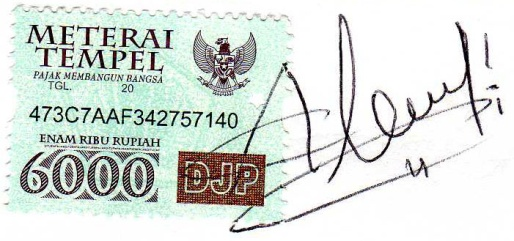 METERAI
TEMPEL
PAJAK MEMBANGUN BANGSA
TGL. 20
473C7AAF342757140
ENAM RIBU RUPIAH
6000 DJP